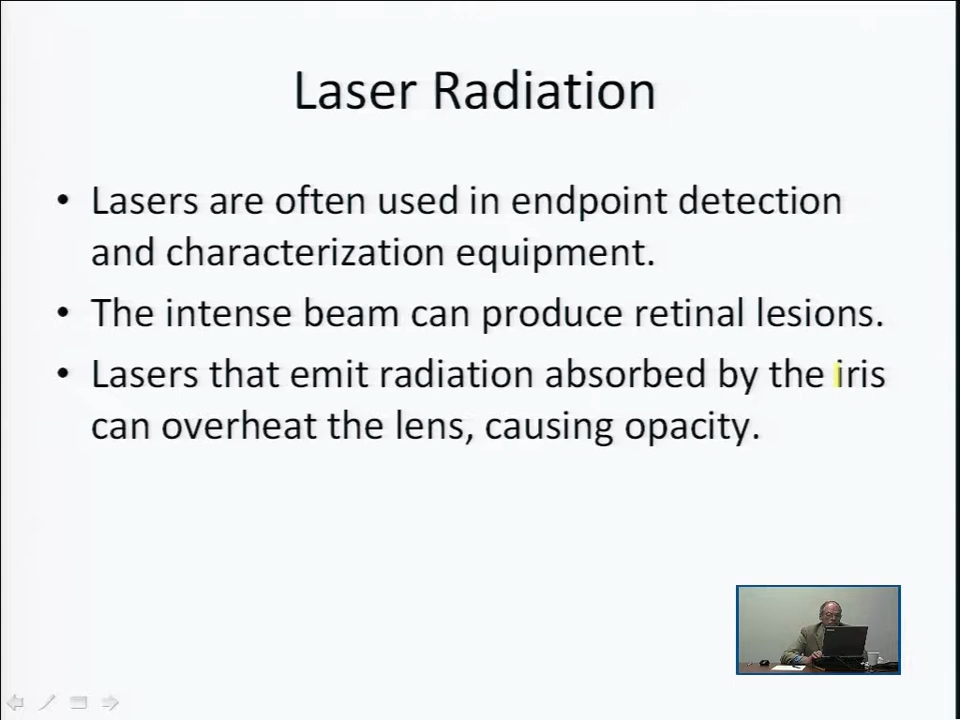 Laser Radiation
• Lasers are often used in endpoint detection
and characterization equipment.
• The intense beam can produce retinal lesions.
• Lasers that emit radiation absorbed by the iris
can overheat the lens, causing opacity.